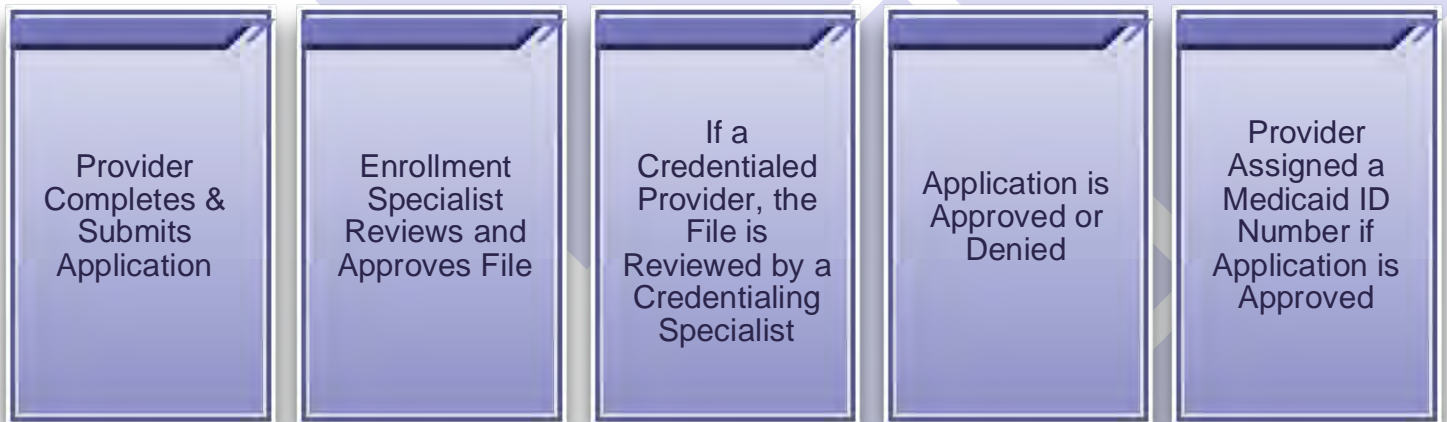 Provider
Completes &
Submits
Application
Enrollment
Specialist
Reviews and
Approves File
If a
Credentialed
Provider, the
File is
Reviewed by a
Credentialing
Specialist
Application is
Approved or
Denied
Provider
Assigned a
Medicaid ID
Number if
Application is
Approved